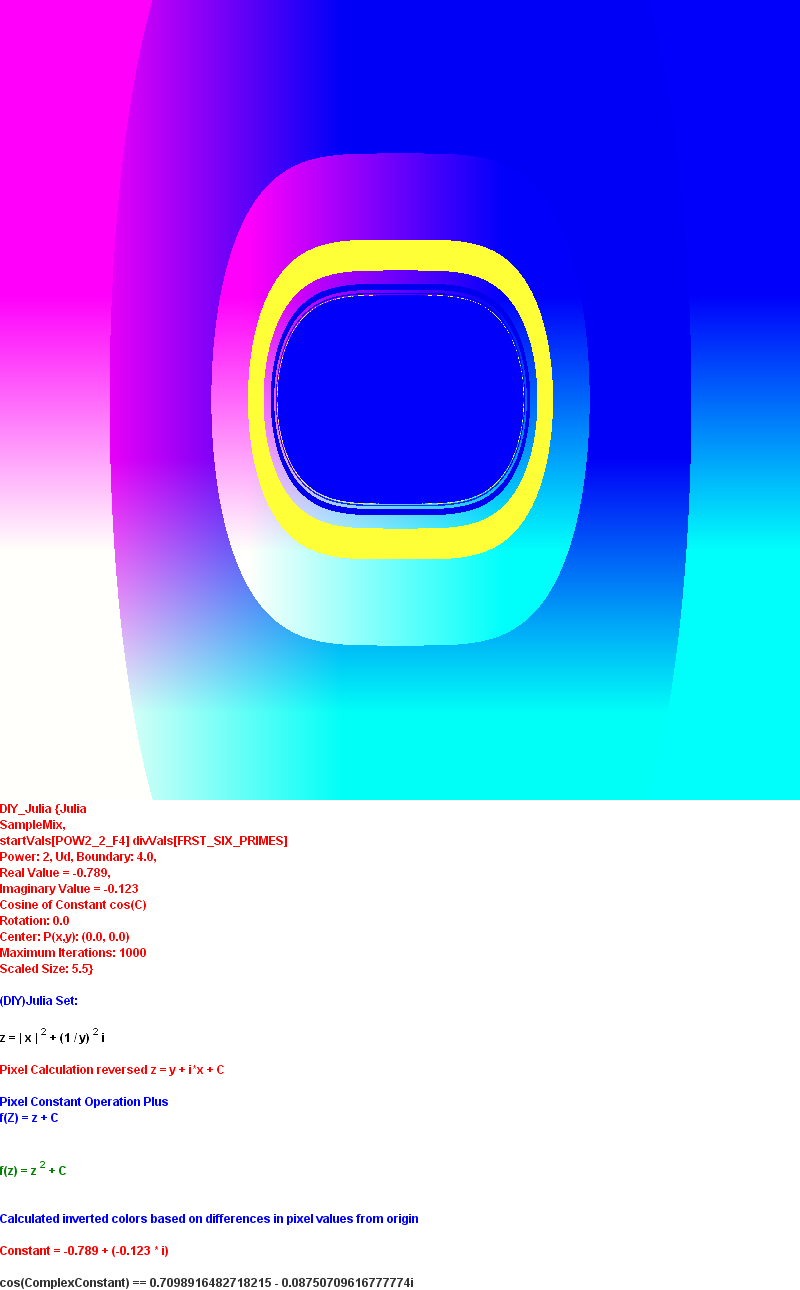 DIY_Julia {Julia
SampleMix,
startVals[POW2_2_F4] divVals[FRST_SIX_PRIMES]
Power: 2, Ud, Boundary: 4.0,
Real Value = -0.789,
Imaginary Value = -0.123
Cosine of Constant cos(C)
Rotation: 0.0
Center: P(x,y): (0.0, 0.0)
Maximum Iterations: 1000
Scaled Size: 5.5}
(DIY)Julia Set:
z = | x | 2 + (1 / y) 2 i
Pixel Calculation reversed z = y + i*x + C
Pixel Constant Operation Plus
f(Z) = z + C
f(z) = z 2 + C
Calculated inverted colors based on differences in pixel values from origin
Constant = -0.789 + (-0.123 * i)
cos(ComplexConstant) == 0.7098916482718215 - 0.08750709616777774i